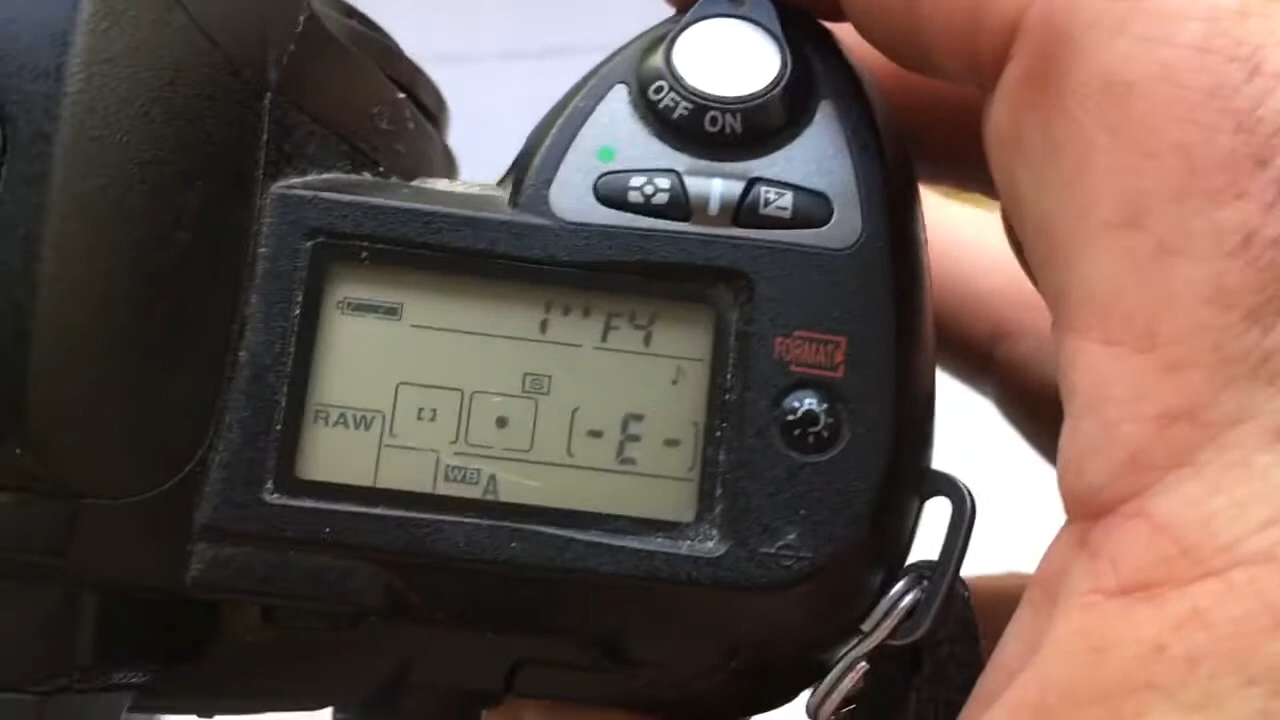 OFF ON
1" F4
S
FORMAT
RAW
[-E-]
WB A